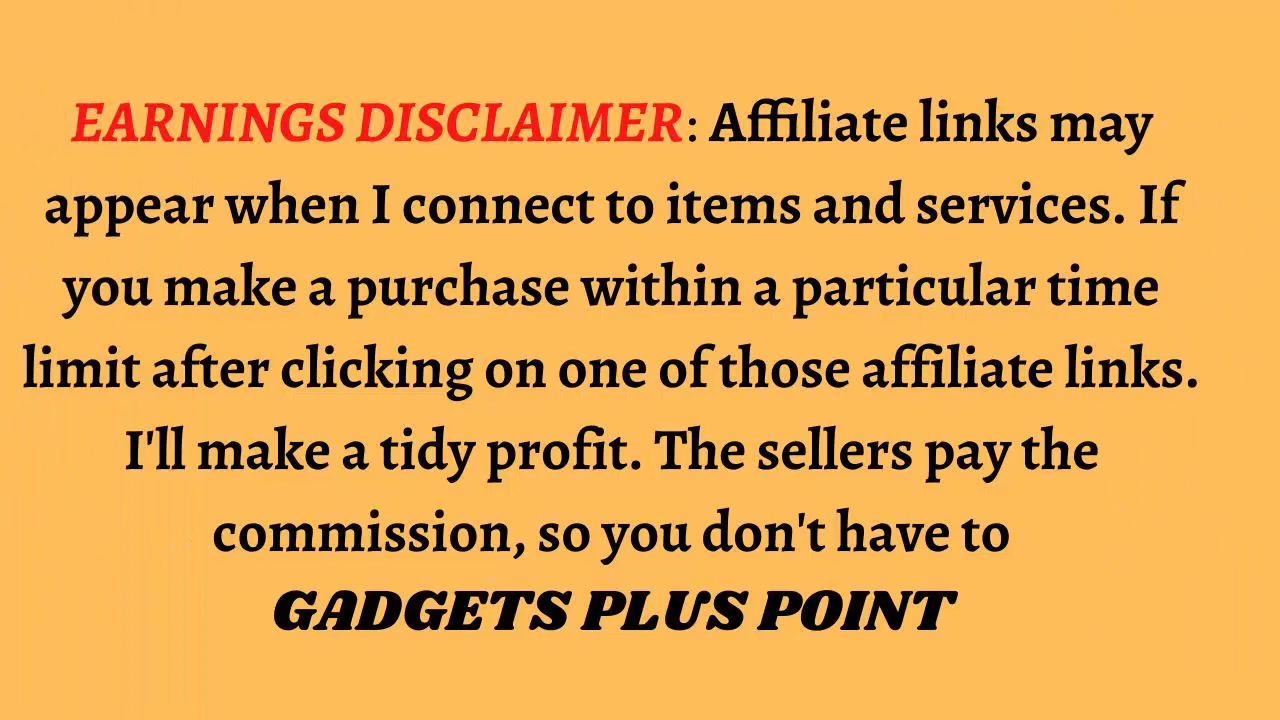 EARNINGS DISCLAIMER: Affiliate links may
appear when I connect to items and services. If
you make a purchase within a particular time
limit after clicking on one of those affiliate links.
I'll make a tidy profit. The sellers pay the
commission, so you don't have to
GADGETS PLUS POINT